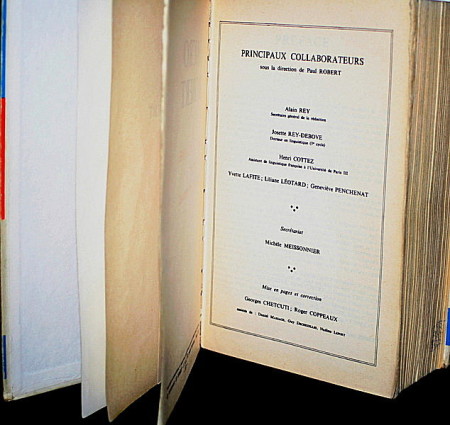 PRINCIPAUX COLLABORATEURS
sous la direction de Paul ROBERT
Alain REY
Secrétaire général de la rédaction
Josette REY-DEBOVE
Docteur en linguistique (3e cycle)
Henri COTTEZ
Assistant de linguistique française à l'Université de Paris III
Yvette LAFITE; Liliane LÉOTARD; Geneviève PENCHENAT
Secrétariat
Michèle MEISSONNIER
Mise en pages et correction
Georges CHETCUTI; Roger COPPEAUX